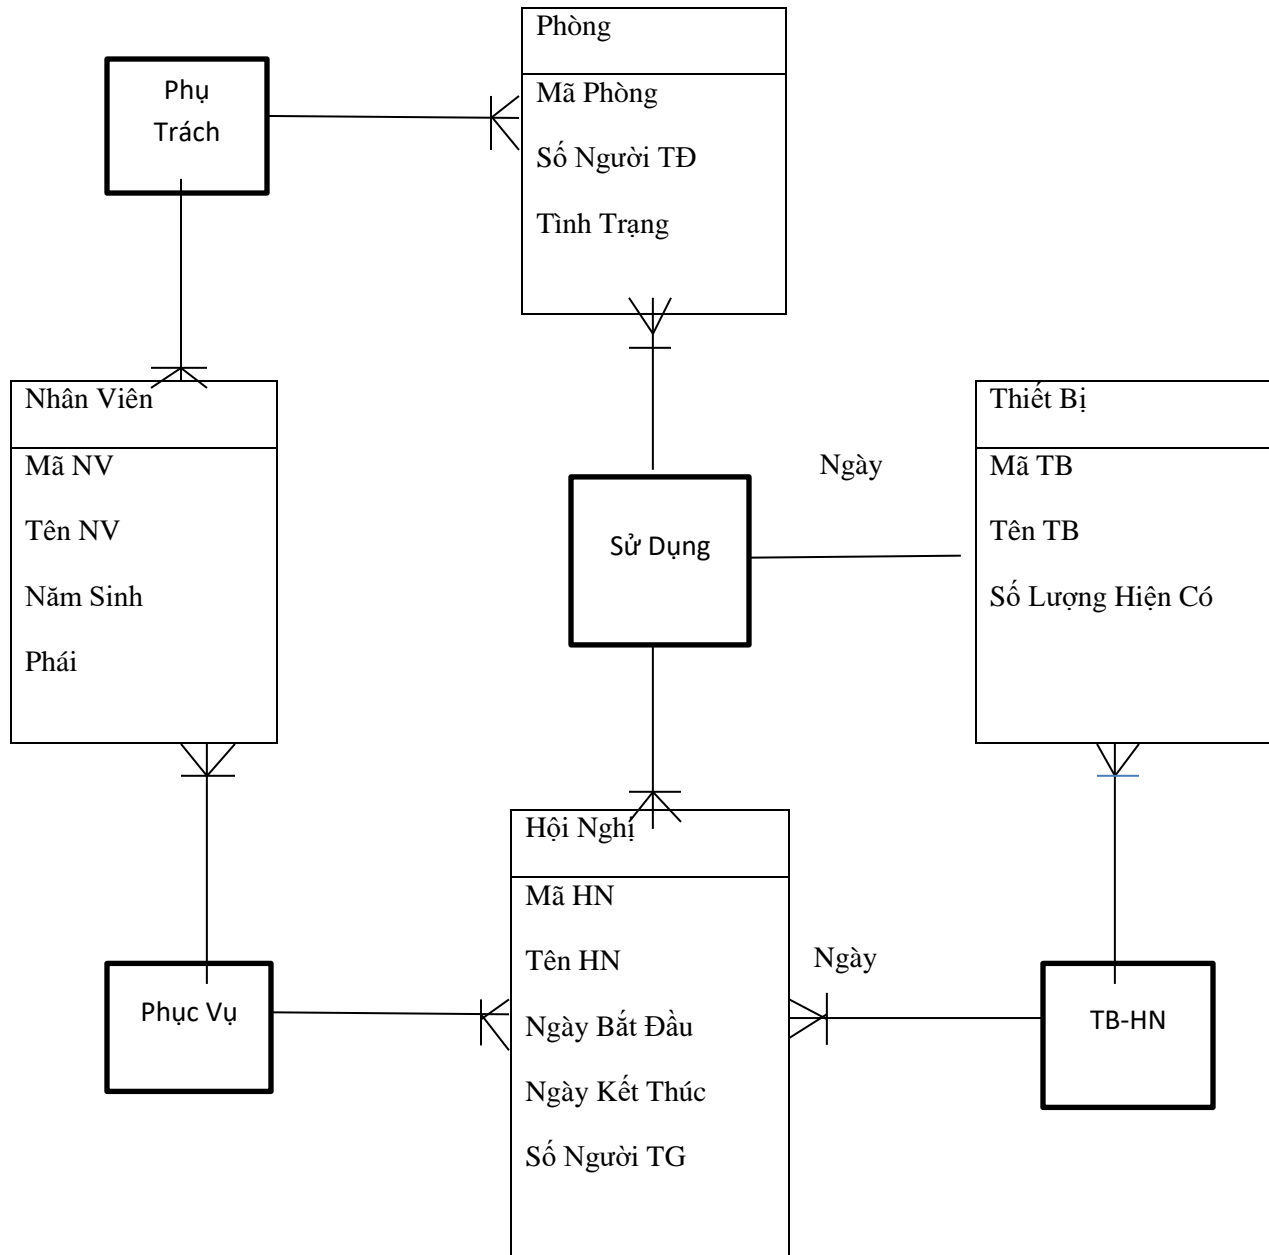 Phòng
Mã Phòng
Số Người TĐ
Tình Trạng
Phụ
Trách
Nhân Viên
Mã NV
Tên NV
Năm Sinh
Phái
Sử Dụng
Ngày
Thiết Bị
Mã TB
Tên TB
Số Lượng Hiện Có
Hội Nghị
Mã HN
Tên HN
Ngày Bắt Đầu
Ngày Kết Thúc
Số Người TG
Ngày
Phục Vụ
TB-HN